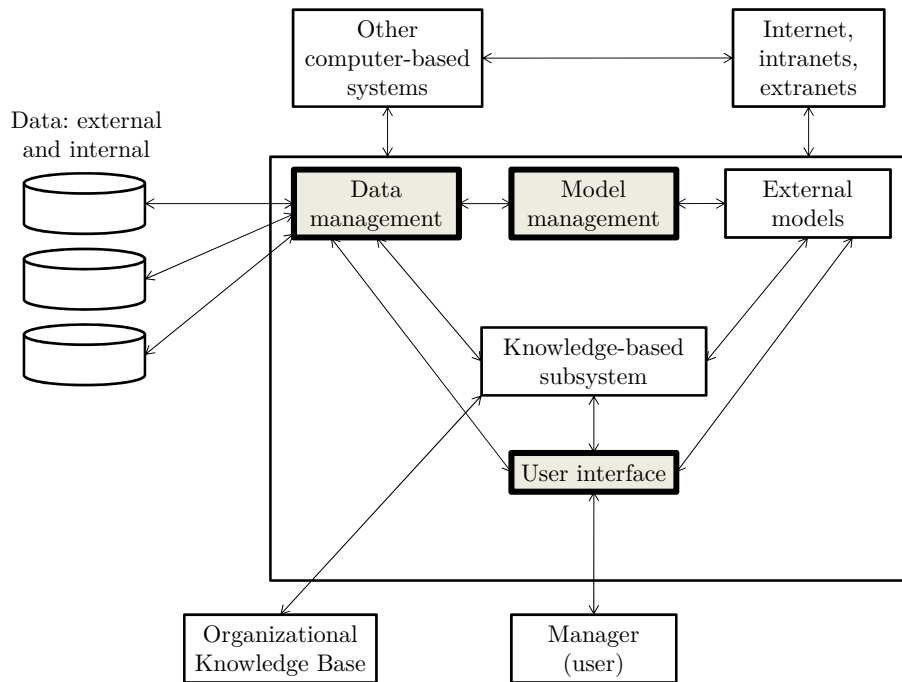 Other
computer-based
systems
Internet,
intranets,
extranets
Data: external
and internal
Data
management
Model
management
External
models
Knowledge-based
subsystem
User interface
Organizational
Knowledge Base
Manager
(user)